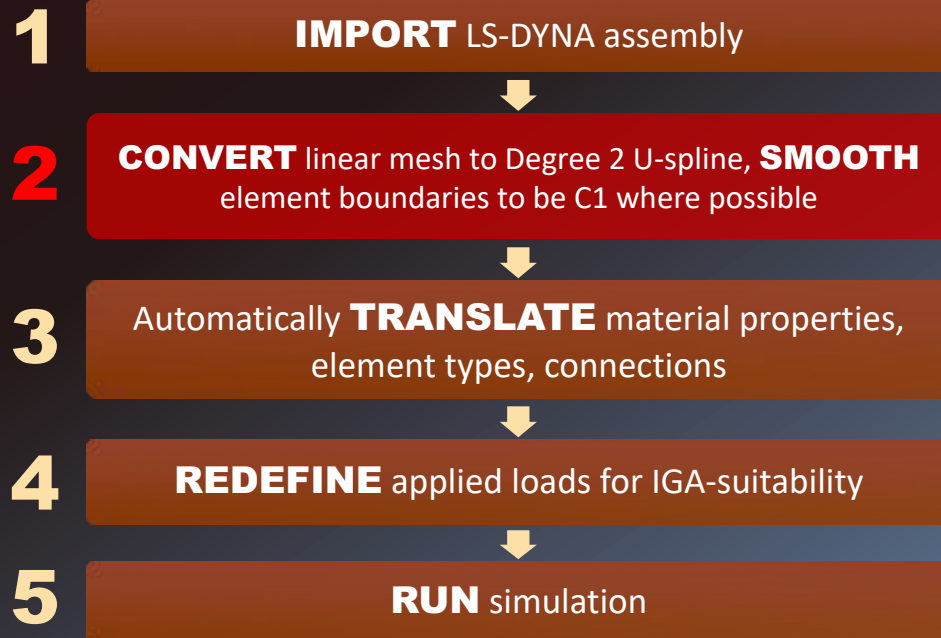 1
IMPORT LS-DYNA assembly
2
CONVERT linear mesh to Degree 2 U-spline, SMOOTH
element boundaries to be C1 where possible
3
Automatically TRANSLATE material properties,
element types, connections
4
REDEFINE applied loads for IGA-suitability
5
RUN simulation